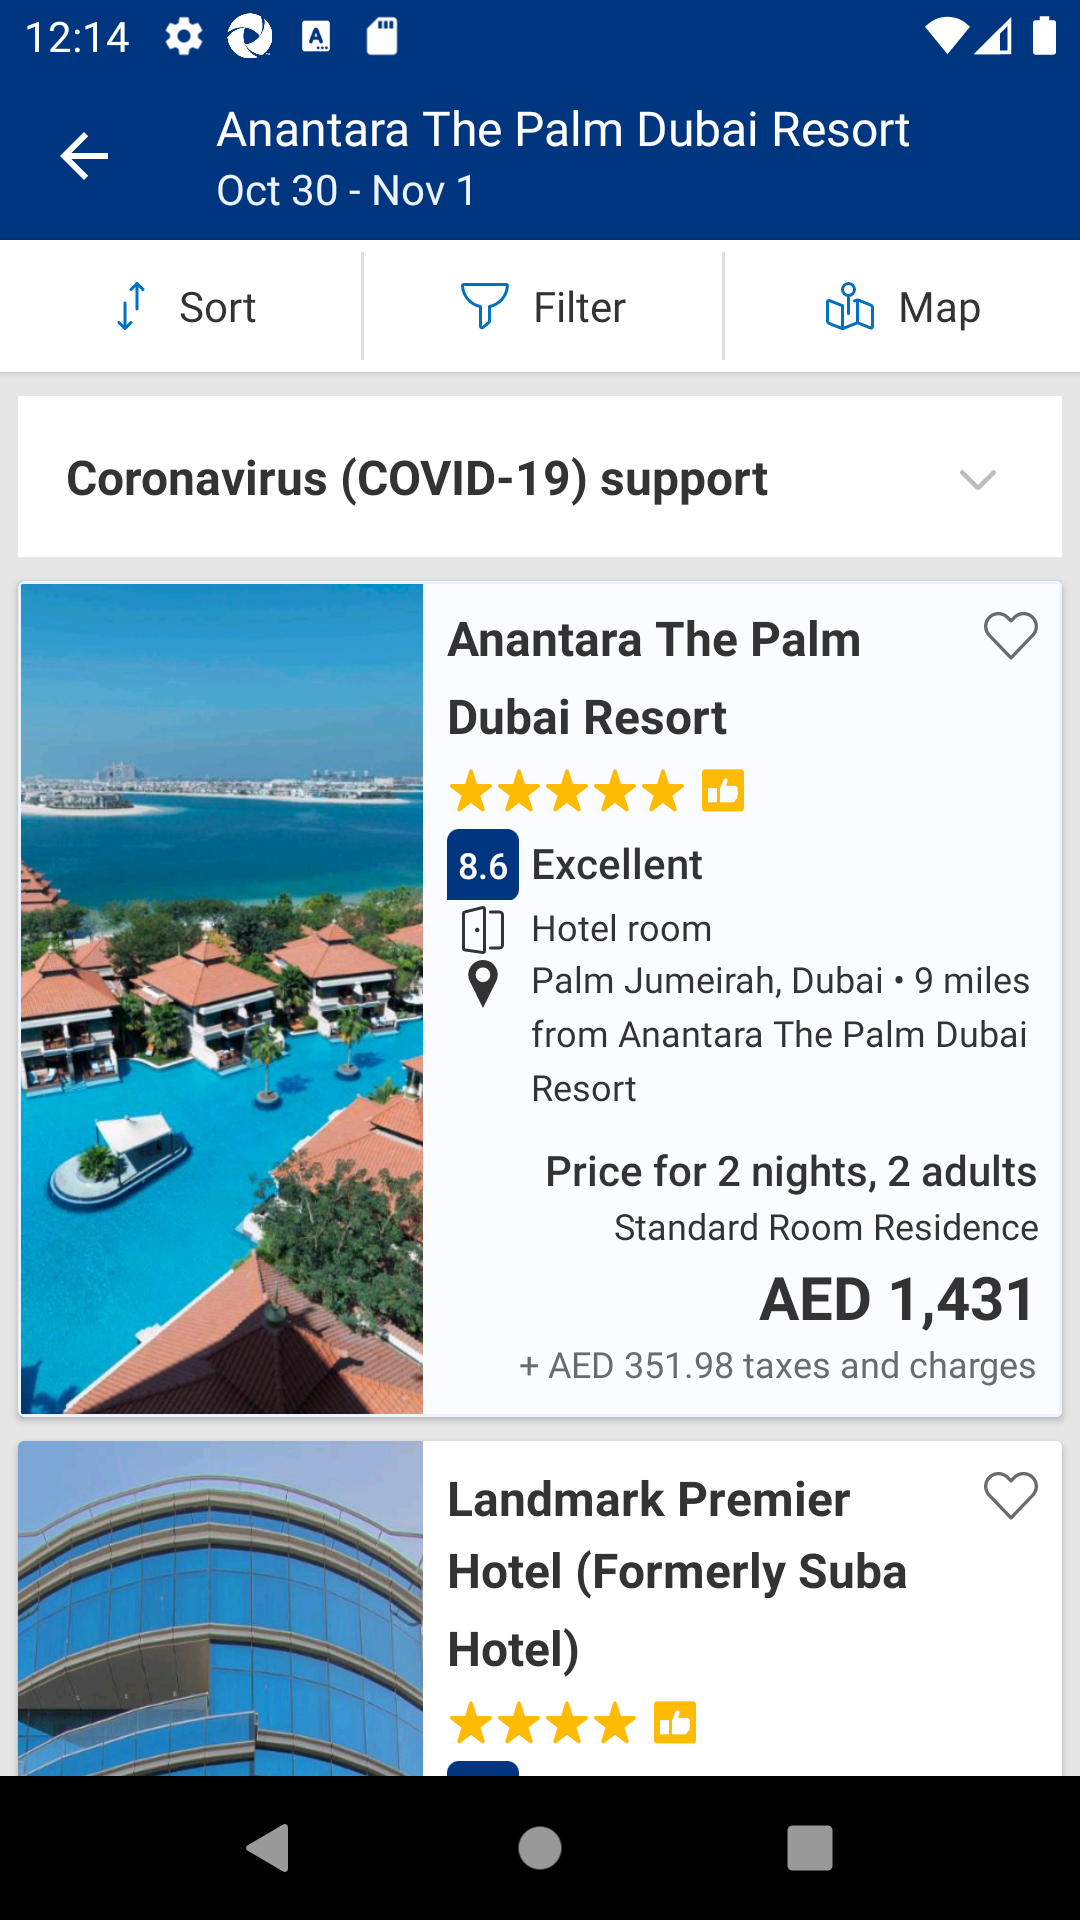 12:14
Anantara The Palm Dubai Resort
Oct 30 - Nov 1
Sort
Filter
Map
Coronavirus (COVID-19) support
Anantara The Palm
Dubai Resort
8.6 Excellent
Hotel room
Palm Jumeirah, Dubai • 9 miles
from Anantara The Palm Dubai
Resort
Price for 2 nights, 2 adults
Standard Room Residence
AED 1,431
+ AED 351.98 taxes and charges
Landmark Premier
Hotel (Formerly Suba
Hotel)